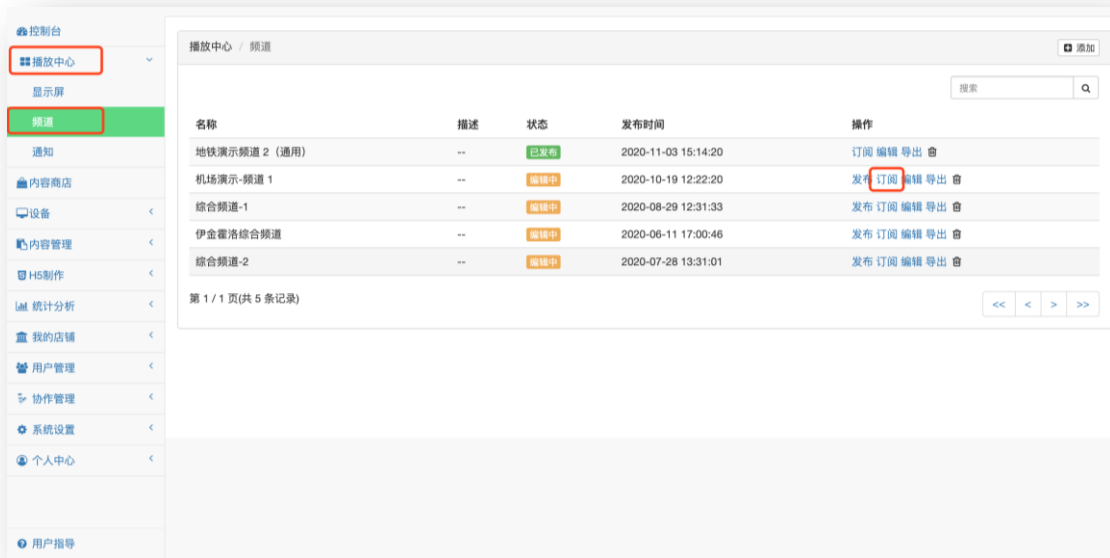 控制台
播放中心
显示屏
频道
通知
内容商店
设备
内容管理
H5制作
统计分析
我的店铺
用户管理
协作管理
系统设置
个人中心
用户指导
播放中心 / 频道
添加
搜索
名称 描述 状态 发布时间 操作
地铁演示频道 2（通用） -- 已发布 2020-11-03 15:14:20 订阅 编辑 导出
机场演示-频道 1 -- 编辑中 2020-10-19 12:22:20 发布 订阅 编辑 导出
综合频道-1 -- 编辑中 2020-08-29 12:31:33 发布 订阅 编辑 导出
伊金霍洛综合频道 -- 编辑中 2020-06-11 17:00:46 发布 订阅 编辑 导出
综合频道-2 -- 编辑中 2020-07-28 13:31:01 发布 订阅 编辑 导出
第 1 / 1 页(共 5 条记录)
<< < > >>